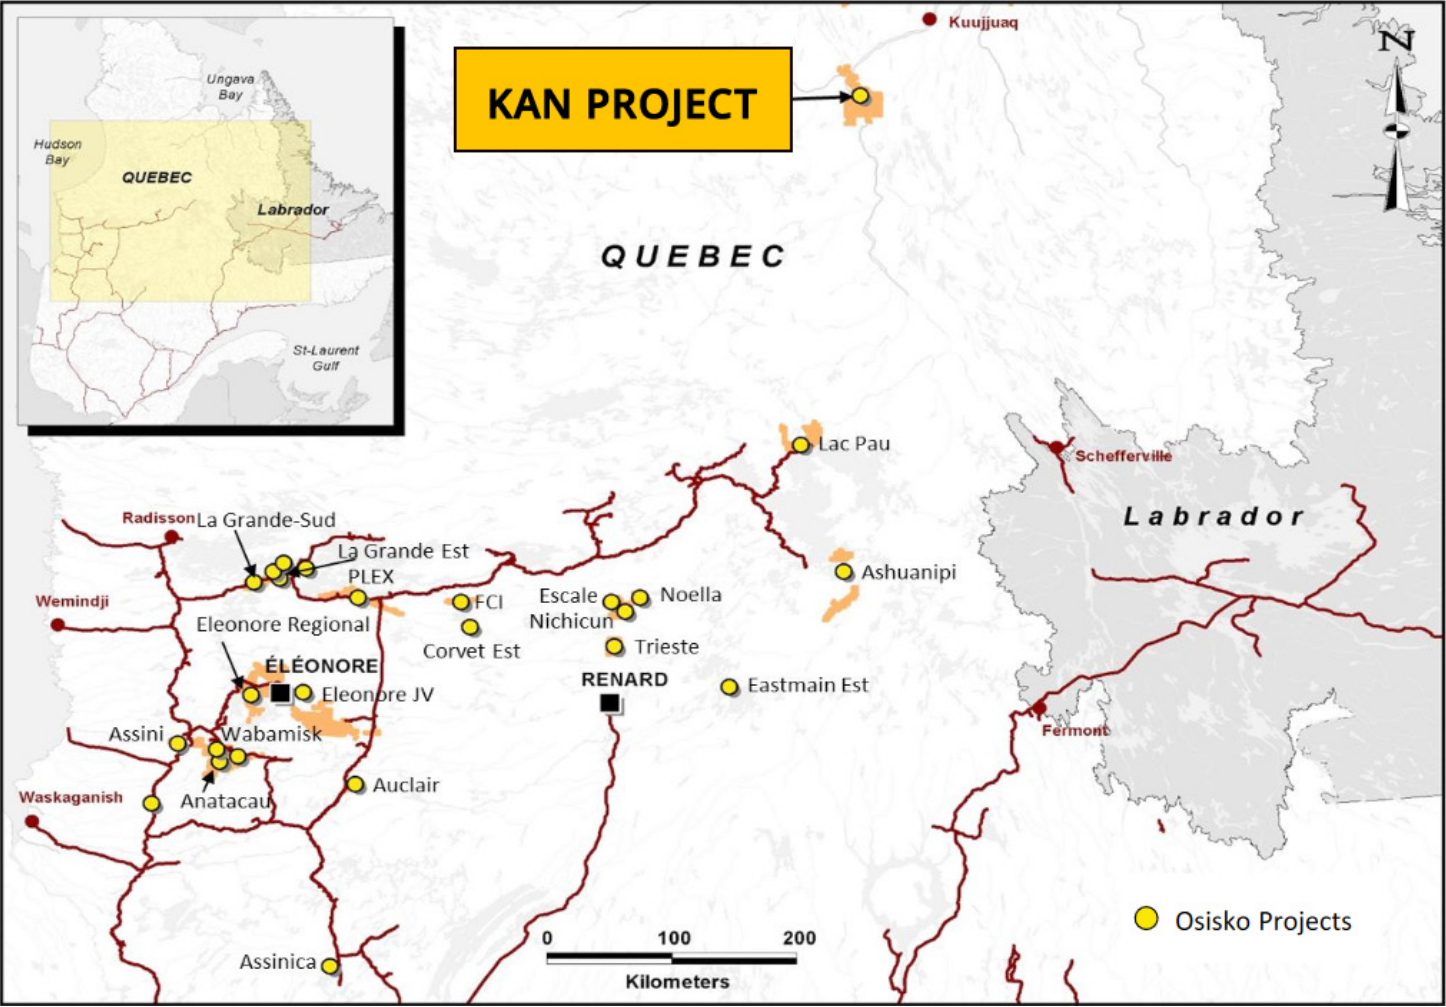 Kuujjuaq
N
Ungava
Bay
KAN PROJECT
Hudson
Bay
QUEBEC
Labrador
QUEBEC
St-Laurent
Gulf
Lac Pau
Schefferville
Labrador
Radisson
La Grande-Sud
La Grande Est
PLEX
Ashuanipi
Wemindji
FCI
Escale
Noella
Nichicun
Eleonore Regional
Corvet Est
Trieste
ÉLÉONORE
RENARD
Eleonore JV
Eastmain Est
Assini
Wabamisk
Fermont
Auclair
Waskaganish
Anatacau
Osisko Projects
0 100 200
Kilometers
Assinica